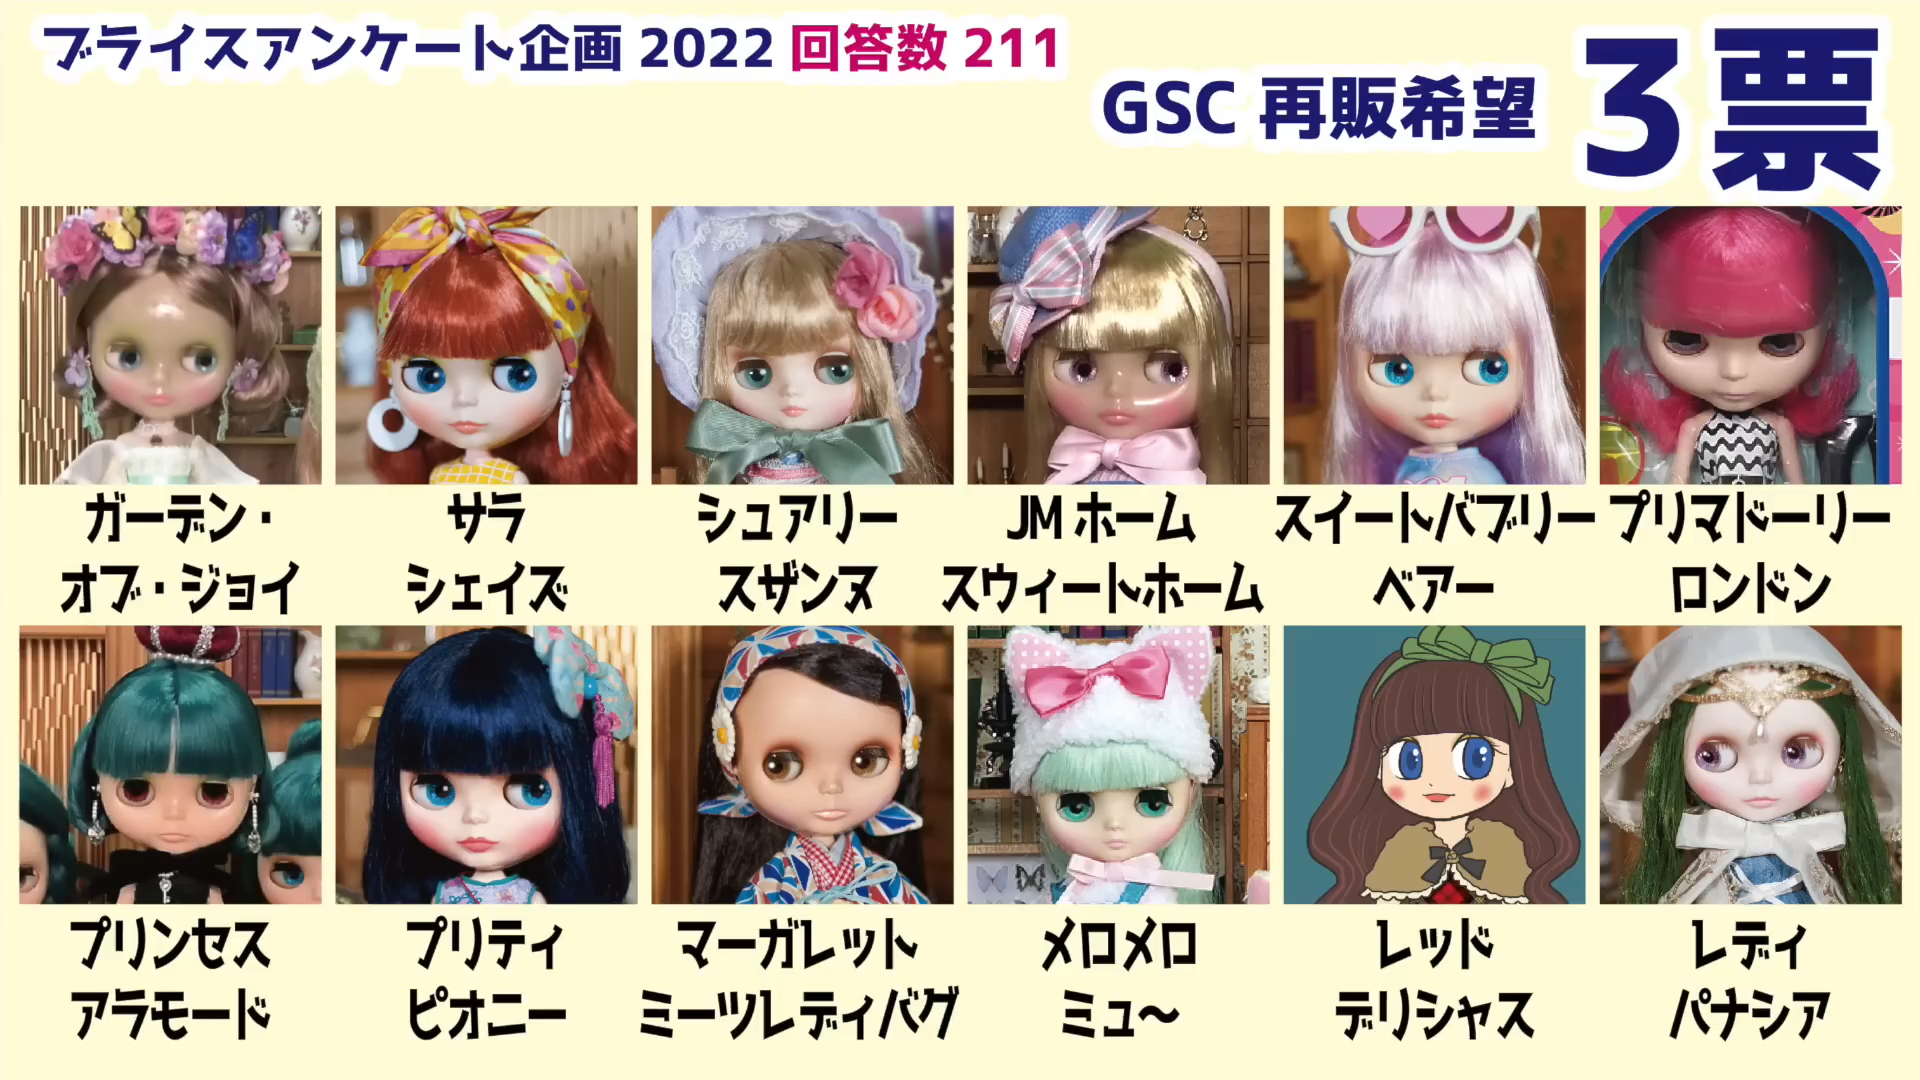 ブライスアンケート企画 2022 回答数 211
GSC 再販希望 3票
ガーデン・
オブ・ジョイ
サラ
シェイズ
シュアリー
スザンヌ
JM ホーム
スウィートホーム
スイートバブリー
ベアー
プリマドーリー
ロンドン
プリンセス
アラモード
プリティ
ピオニー
マーガレット
ミーツレディバグ
メロメロ
ミュ～
レッド
デリシャス
レディ
パナシア